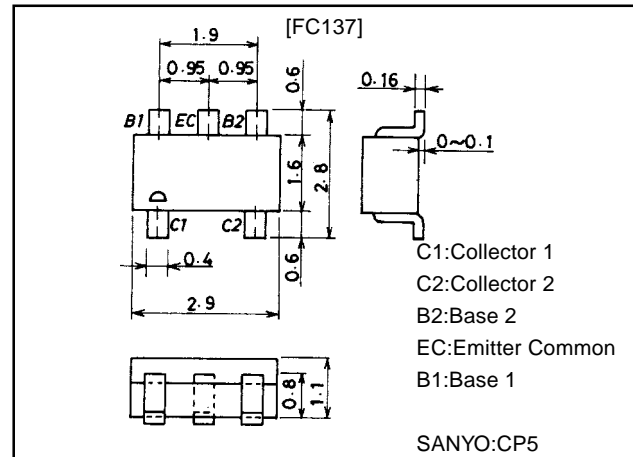 [FC137]
1.9
0.95 0.95
0.6
0.16
B1 EC B2
0~0.1
1.6
2.8
C1 C2
0.4
0.6
2.9
C1:Collector 1
C2:Collector 2
B2:Base 2
EC:Emitter Common
B1:Base 1
0.8
1.1
SANYO:CP5